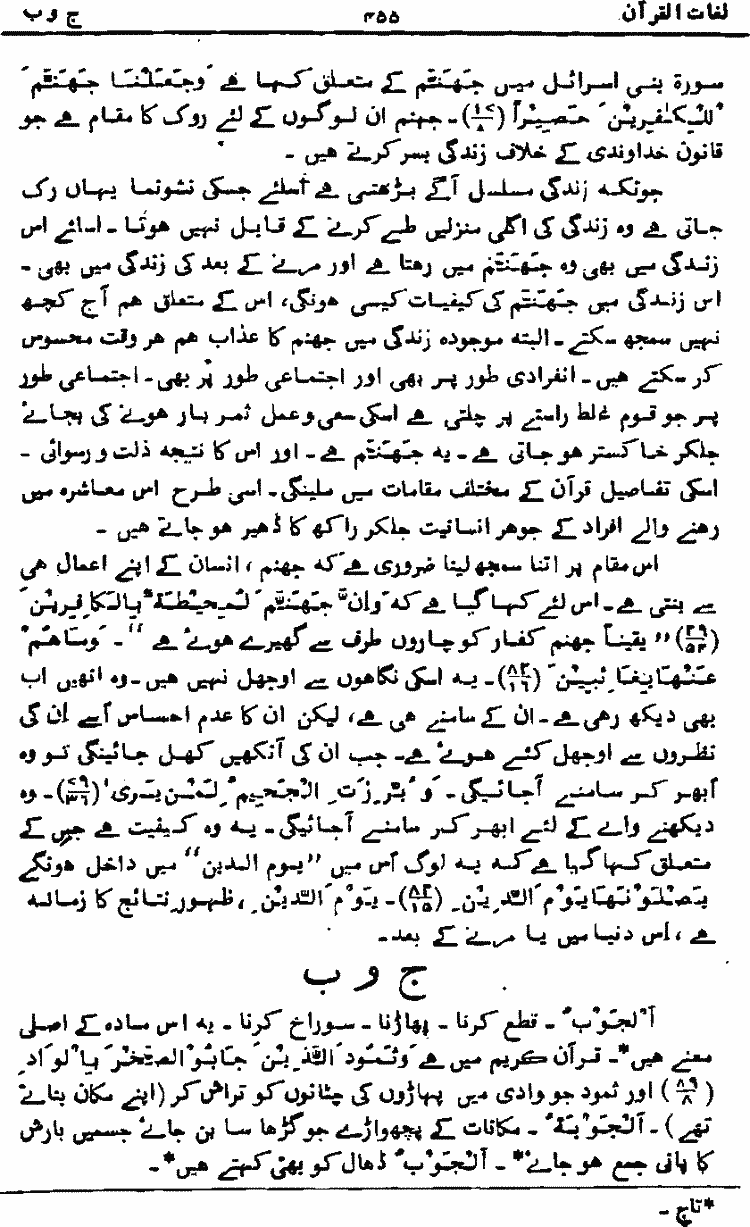 لغات القرآن ۴۵۵ ج و ب
سورة بنی اسرائیل میں جَهَنَّم کے متعلق کہا ہے وَجَعَلْنَا جَهَنَّمَ
لِلْكٰفِرِيْنَ حَصِيْراً (۱۷/۸)۔ جہنم ان لوگوں کے لئے روک کا مقام ہے جو
قانون خداوندی کے خلاف زندگی بسر کرتے ہیں ۔
چونکہ زندگی مسلسل آگے بڑھتی ہے اسلئے جسکی نشوونما یہاں رک
جاتی ہے وہ زندگی کی اگلی منزلیں طے کرنے کے قابل نہیں ہوتا ۔ اسلئے اس
زندگی میں بھی وہ جَهَنَّم میں رہتا ہے اور مرنے کے بعد کی زندگی میں بھی ۔
اس زندگی میں جَهَنَّم کی کیفیات کیسی ہونگی، اس کے متعلق ہم آج کچھ
نہیں سمجھ سکتے۔ البتہ موجودہ زندگی میں جہنم کا عذاب ہم ہر وقت محسوس
کر سکتے ہیں۔ انفرادی طور پر بھی اور اجتماعی طور پر بھی۔ اجتماعی طور
پر جو قوم غلط راستے پر چلتی ہے اسکی سعی و عمل ثمر بار ہونے کی بجائے
جلکر خاکستر ہو جاتی ہے۔ یہ جَهَنَّم ہے۔ اور اس کا نتیجہ ذلت و رسوائی ۔
اسکی تفاصیل قرآن کے مختلف مقامات میں ملینگی۔ اسی طرح اس معاشرہ میں
رہنے والے افراد کے جوہر انسانیت جلکر راکھ کا ڈھیر ہو جاتے ہیں ۔
اس مقام پر اتنا سمجھ لینا ضروری ہے کہ جہنم ، انسان کے اپنے اعمال ہی
سے بنتی ہے۔ اس لئے کہا گیا ہے کہ وَاِنَّ جَهَنَّمَ لَمُحِيْطَةٌ بِالْكَافِرِيْنَ
(۲۹/۵۴) ”یقیناً جہنم کفار کو چاروں طرف سے گھیرے ہوئے ہے“ ۔ وَمَا هُمْ
عَنْهَا بِغَائِبِيْنَ (۸۲/۱۶)۔ یہ اسکی نگاہوں سے اوجھل نہیں ہیں۔ وہ انہیں اب
بھی دیکھ رہی ہے۔ ان کے سامنے ہی ہے، لیکن ان کا عدم احساس اسے ان کی
نظروں سے اوجھل کئے ہوئے ہے۔ جب ان کی آنکھیں کھل جائینگی تو وہ
ابھر کر سامنے آجائیگی۔ وَ بُرِّزَتِ الْجَحِيْمُ لِمَنْ يَرٰى (۷۹/۳۶)۔ وہ
دیکھنے والے کے لئے ابھر کر سامنے آجائیگی۔ یہ وہ کیفیت ہے جس کے
متعلق کہا گیا ہے کہ یہ لوگ اس میں ”یوم الدین“ میں داخل ہونگے
يَصْلَوْنَهَا يَوْمَ الدِّيْنِ (۸۲/۱۵)۔ يَوْمُ الدِّيْنِ ، ظہور نتائج کا زمانہ
ہے ، اس دنیا میں یا مرنے کے بعد۔
ج و ب
اَلْجَوْبُ ۔ قطع کرنا ۔ پھاڑنا ۔ سوراخ کرنا ۔ یہ اس مادہ کے اصلی
معنے ہیں*۔ قرآن کریم میں ہے وَثَمُوْدَ الَّذِيْنَ جَابُوا الصَّخْرَ بِالْوَادِ
(۸۹/۸) اور ثمود جو وادی میں پہاڑوں کی چٹانوں کو تراش کر (اپنے مکان بناتے
تھے) ۔ اَلْجَوْبَةُ ۔ مکانات کے پچھواڑے جو گڑھا سا بن جائے جسمیں بارش
کا پانی جمع ہو جائے* ۔ اَلْجَوْبُ ڈھال کو بھی کہتے ہیں*۔
*تاج ۔